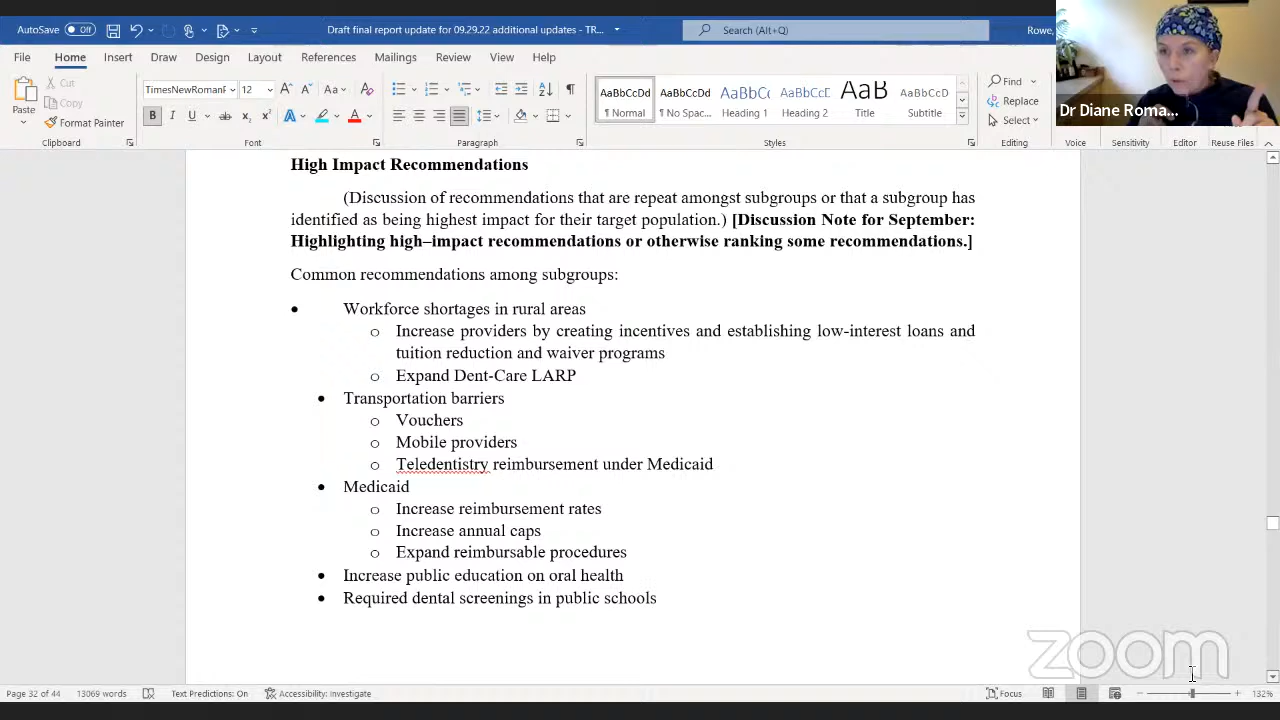 AutoSave Off
Draft final report update for 09.29.22 additional updates - TR...
Search (Alt+Q)
Rowe,
File Home Insert Draw Design Layout References Mailings Review View Help
Paste
Cut
Copy
Format Painter
Clipboard
TimesNewRomanF 12
Font
Paragraph
AaBbCcDd AaBbCcDd AaBbCc AaBbCcE AaB AaBbCcD
¶ Normal ¶ No Spac... Heading 1 Heading 2 Title Subtitle
Styles
Find
Replace
Select
Editing
Voice Sensitivity Editor Reuse Files
Dr Diane Roma...
High Impact Recommendations
(Discussion of recommendations that are repeat amongst subgroups or that a subgroup has
identified as being highest impact for their target population.) [Discussion Note for September:
Highlighting high–impact recommendations or otherwise ranking some recommendations.]
Common recommendations among subgroups:
• Workforce shortages in rural areas
o Increase providers by creating incentives and establishing low-interest loans and
tuition reduction and waiver programs
o Expand Dent-Care LARP
• Transportation barriers
o Vouchers
o Mobile providers
o Teledentistry reimbursement under Medicaid
• Medicaid
o Increase reimbursement rates
o Increase annual caps
o Expand reimbursable procedures
• Increase public education on oral health
• Required dental screenings in public schools
zoom
Page 32 of 44 13069 words Text Predictions: On Accessibility: Investigate Focus 132%